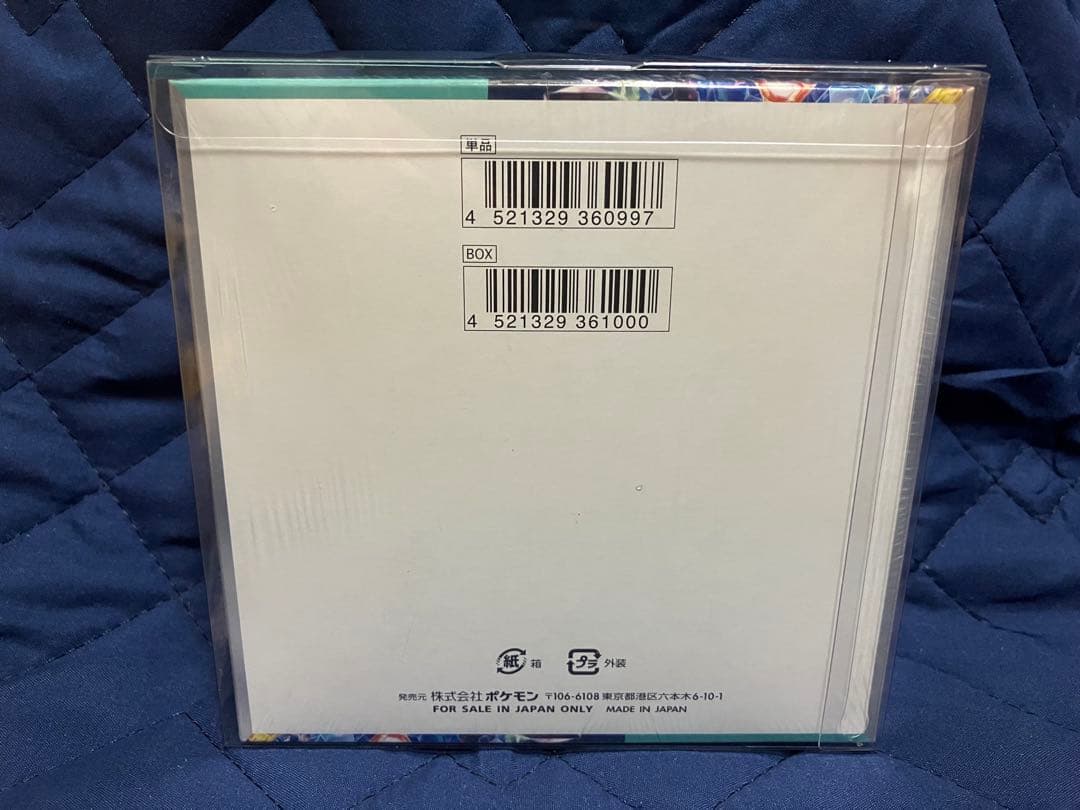 単品
4 521329 360997
BOX
4 521329 361000
紙 箱 プラ 外装
発売元 株式会社 ポケモン 〒106-6108 東京都港区六本木6-10-1
FOR SALE IN JAPAN ONLY MADE IN JAPAN